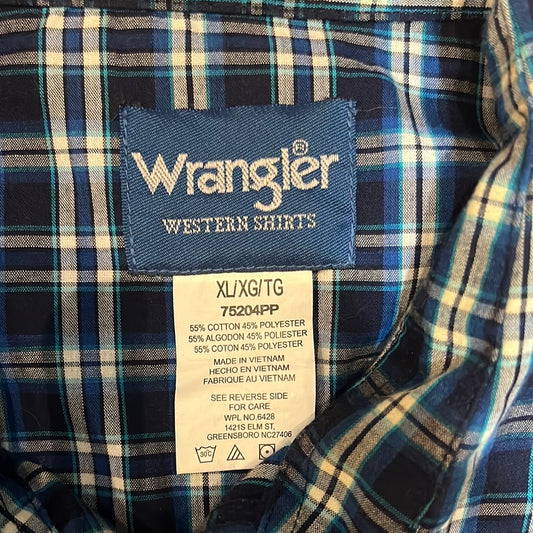 Wrangler®
WESTERN SHIRTS
XL/XG/TG
75204PP
55% COTTON 45% POLYESTER
55% ALGODON 45% POLIESTER
55% COTON 45% POLYESTER
MADE IN VIETNAM
HECHO EN VIETNAM
FABRIQUE AU VIETNAM
SEE REVERSE SIDE
FOR CARE
WPL NO.6428
1421S ELM ST,
GREENSBORO NC27406
30C